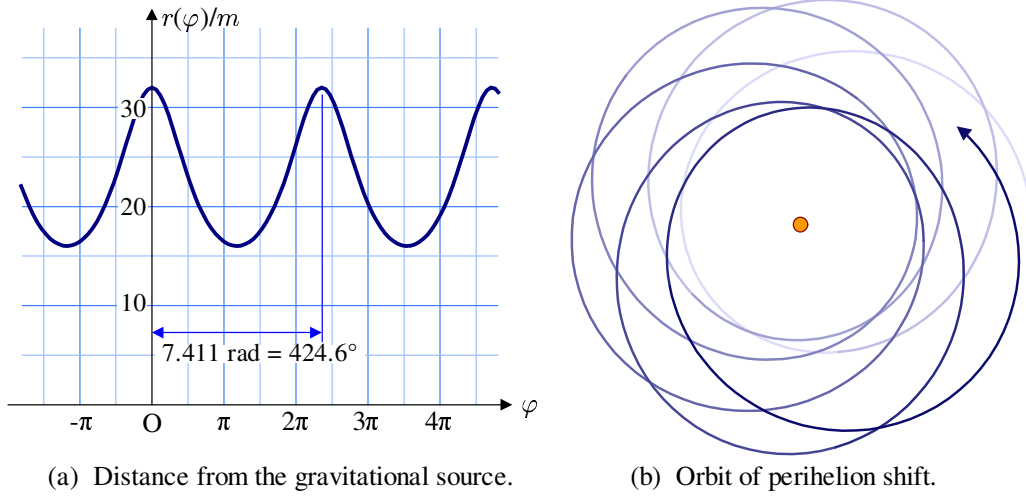 r(φ)/m
30
20
10
7.411 rad = 424.6°
-π O π 2π 3π 4π φ
(a) Distance from the gravitational source.
(b) Orbit of perihelion shift.